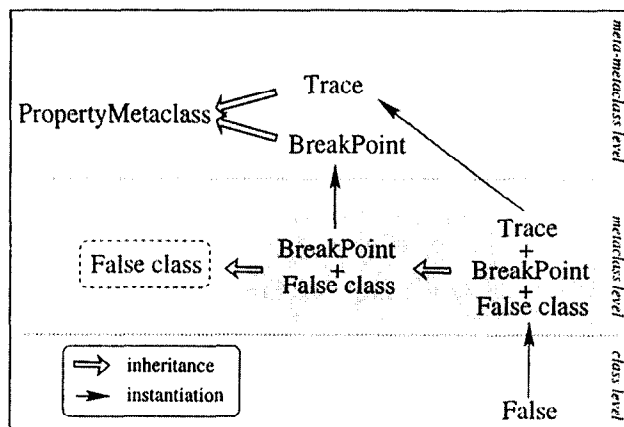 meta-metaclass level
Trace
PropertyMetaclass
BreakPoint
metaclass level
Trace
+
BreakPoint
+
False class
BreakPoint
+
False class
False class
class level
inheritance
instantiation
False